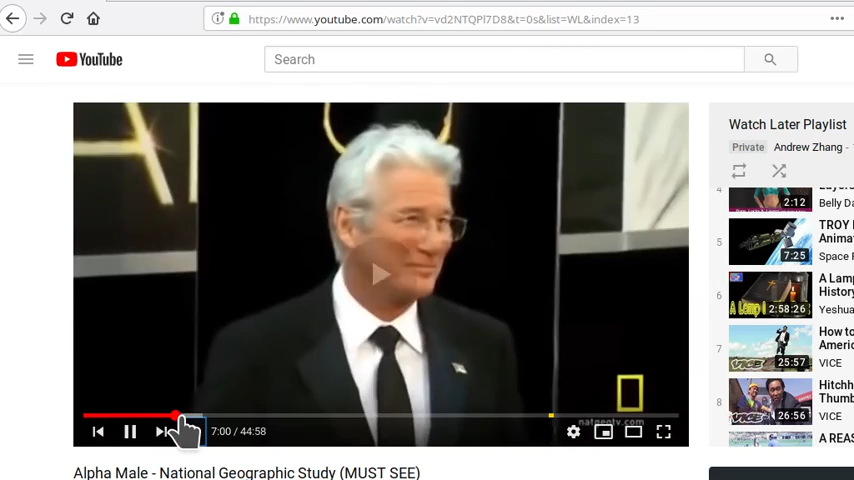 https://www.youtube.com/watch?v=vd2NTQPl7D8&t=0s&list=WL&index=13
YouTube
Search
Watch Later Playlist
Private Andrew Zhang -
4
2:12
Belly Da
5
7:25
TROY
Anima
Space F
6
2:58:26
A Lamp
History
Yeshua
7
25:57
How to
Americ
VICE
8
26:56
Hitchh
Thumb
VICE
A REAS
natgeotv.com
7:00 / 44:58
Alpha Male - National Geographic Study (MUST SEE)